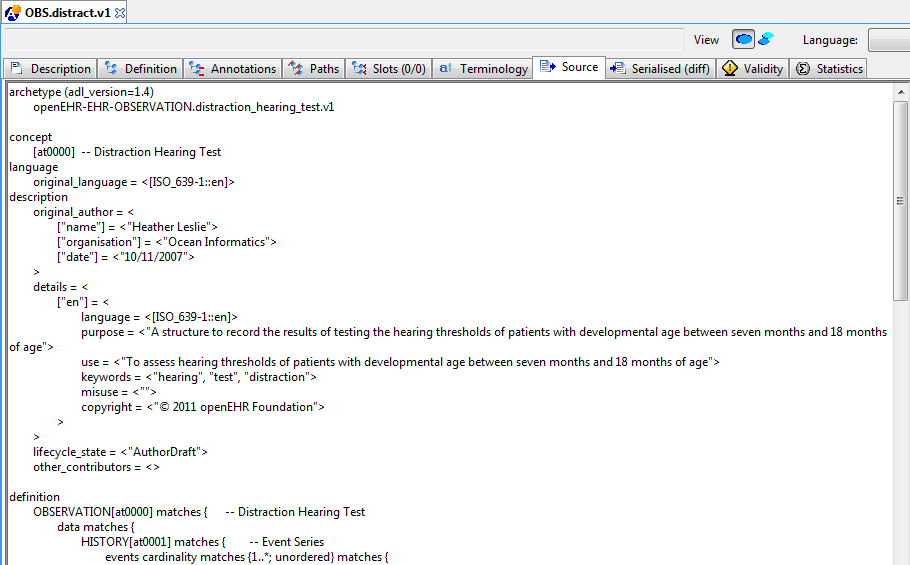 OBS.distract.v1
View
Language:
Description Definition Annotations Paths Slots (0/0) Terminology Source Serialised (diff) Validity Statistics
archetype (adl_version=1.4)
openEHR-EHR-OBSERVATION.distraction_hearing_test.v1
concept
[at0000] -- Distraction Hearing Test
language
original_language = <[ISO_639-1::en]>
description
original_author = <
["name"] = <"Heather Leslie">
["organisation"] = <"Ocean Informatics">
["date"] = <"10/11/2007">
>
details = <
["en"] = <
language = <[ISO_639-1::en]>
purpose = <"A structure to record the results of testing the hearing thresholds of patients with developmental age between seven months and 18 months
of age">
use = <"To assess hearing thresholds of patients with developmental age between seven months and 18 months of age">
keywords = <"hearing", "test", "distraction">
misuse = <"">
copyright = <"© 2011 openEHR Foundation">
>
>
lifecycle_state = <"AuthorDraft">
other_contributors = <>
definition
OBSERVATION[at0000] matches { -- Distraction Hearing Test
data matches {
HISTORY[at0001] matches { -- Event Series
events cardinality matches {1..*; unordered} matches {